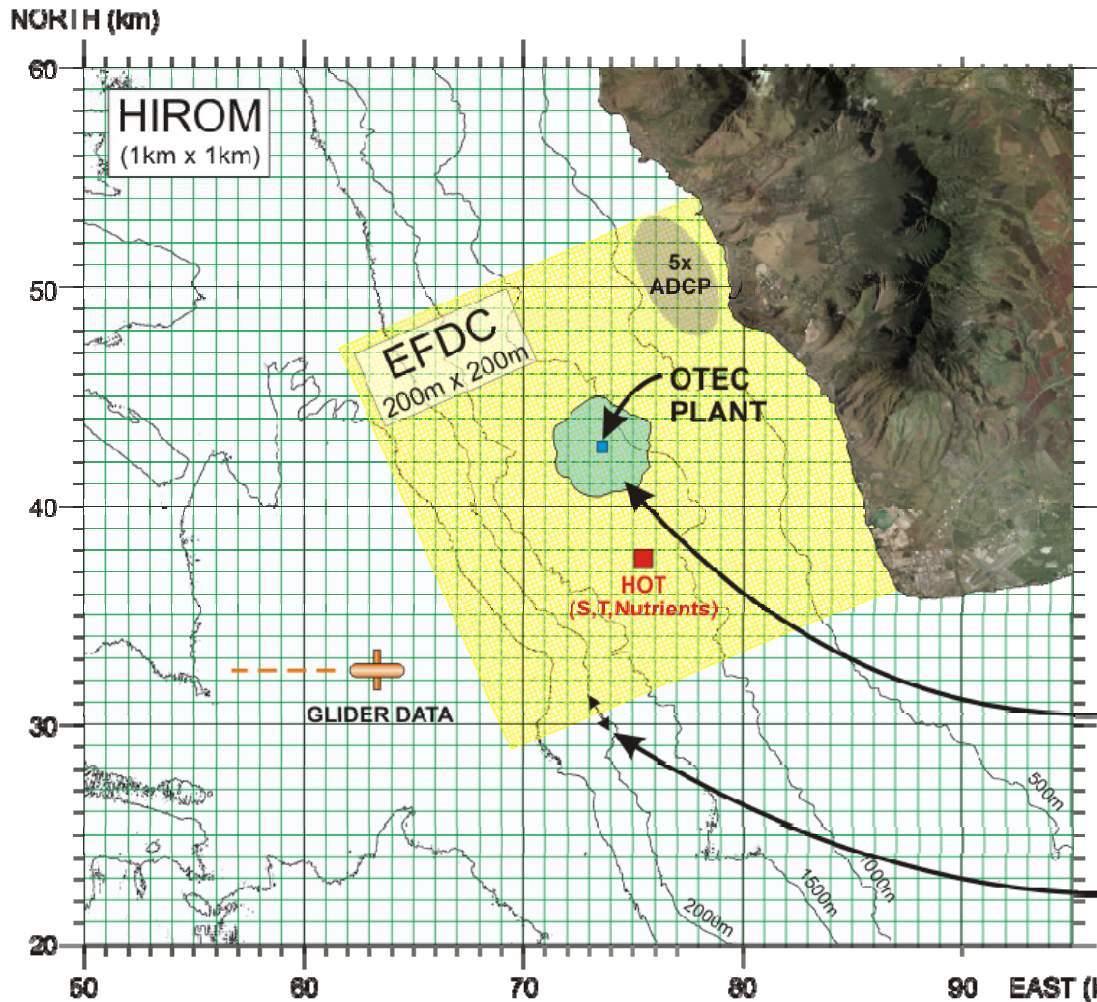 NORTH (km)
60
HIROM
(1km x 1km)
5x
ADCP
50
EFDC
200m x 200m
OTEC
PLANT
40
HOT
(S,T,Nutrients)
GLIDER DATA
30
500m
1000m
1500m
2000m
20
50
60
70
80
90
EAST (